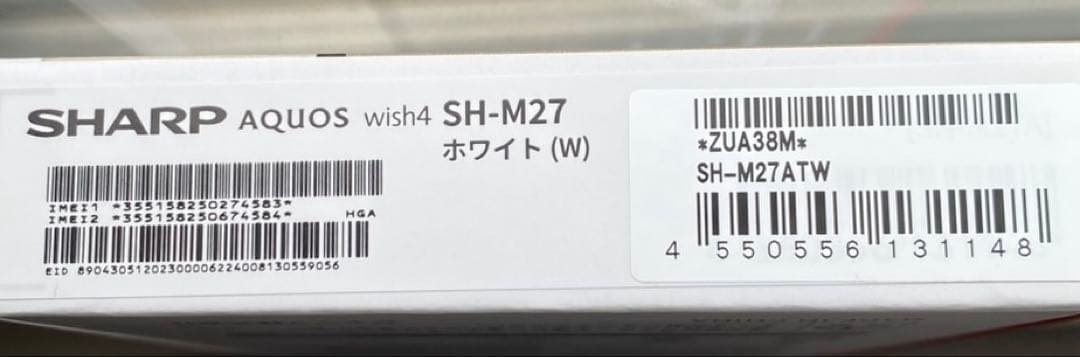 SHARP AQUOS wish4 SH-M27
ホワイト (W)
IMEI1 *355158250274583*
IMEI2 *355158250674584* HGA
EID 89043051202300006224008130559056
*ZUA38M*
SH-M27ATW
4 550556 131148